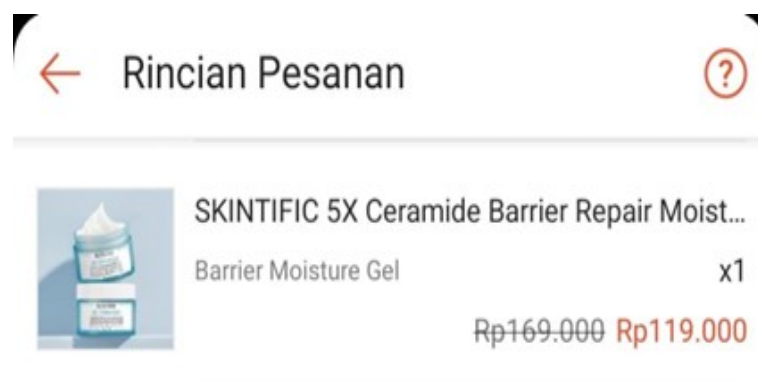 Rincian Pesanan
?
SKINTIFIC 5X Ceramide Barrier Repair Moist...
Barrier Moisture Gel x1
Rp169.000 Rp119.000